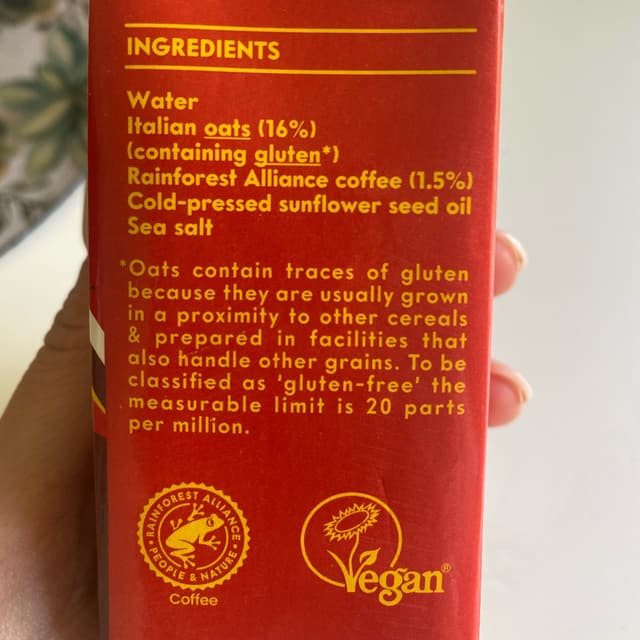 INGREDIENTS
Water
Italian oats (16%)
(containing gluten*)
Rainforest Alliance coffee (1.5%)
Cold-pressed sunflower seed oil
Sea salt
*Oats contain traces of gluten
because they are usually grown
in a proximity to other cereals
& prepared in facilities that
also handle other grains. To be
classified as 'gluten-free' the
measurable limit is 20 parts
per million.
RAINFOREST ALLIANCE
PEOPLE & NATURE
Coffee
Vegan®